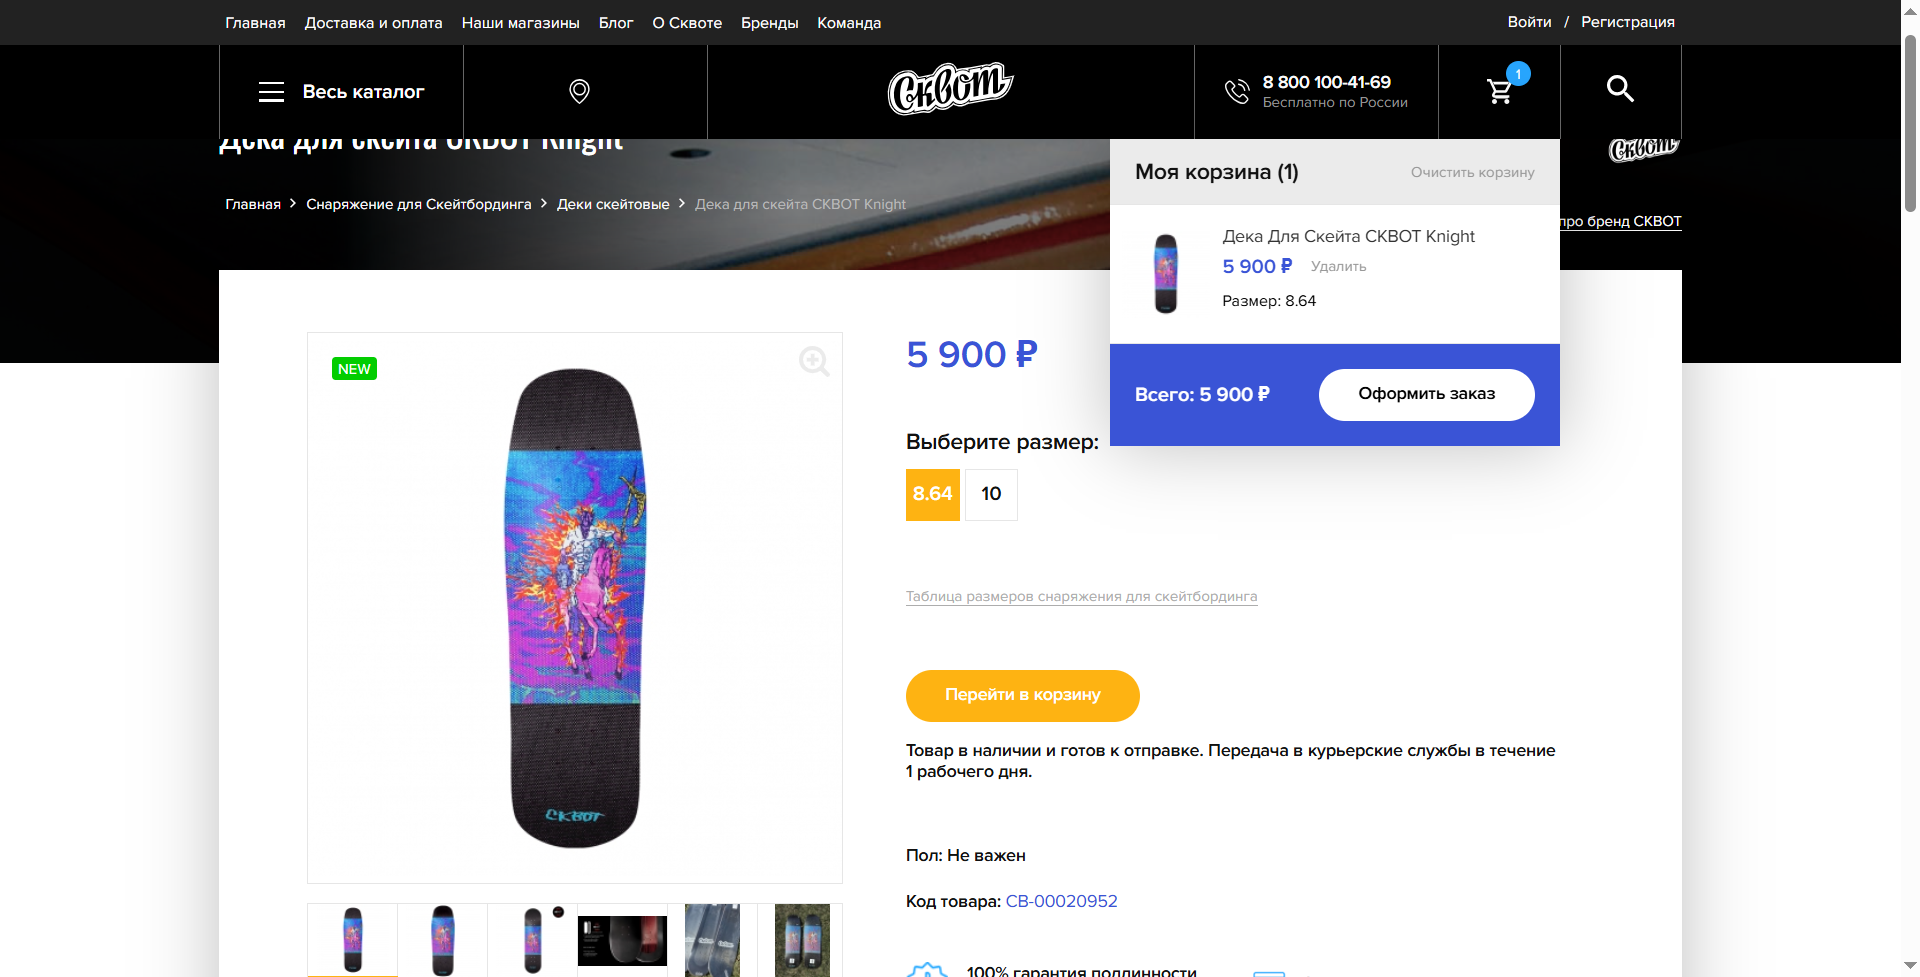 Главная Доставка и оплата Наши магазины Блог О Сквоте Бренды Команда
Войти / Регистрация
Весь каталог
Сквот
8 800 100-41-69
Бесплатно по России
1
Дека для скейта СКВОТ Knight
Сквот
Главная > Снаряжение для Скейтбординга > Деки скейтовые > Дека для скейта СКВОТ Knight
про бренд СКВОТ
Моя корзина (1)
Очистить корзину
Дека Для Скейта СКВОТ Knight
5 900 ₽ Удалить
Размер: 8.64
Всего: 5 900 ₽
Оформить заказ
NEW
СКВОТ
5 900 ₽
Выберите размер:
8.64 10
Таблица размеров снаряжения для скейтбординга
Перейти в корзину
Товар в наличии и готов к отправке. Передача в курьерские службы в течение
1 рабочего дня.
Пол: Не важен
Код товара: СВ-00020952
100% гарантия подлинности